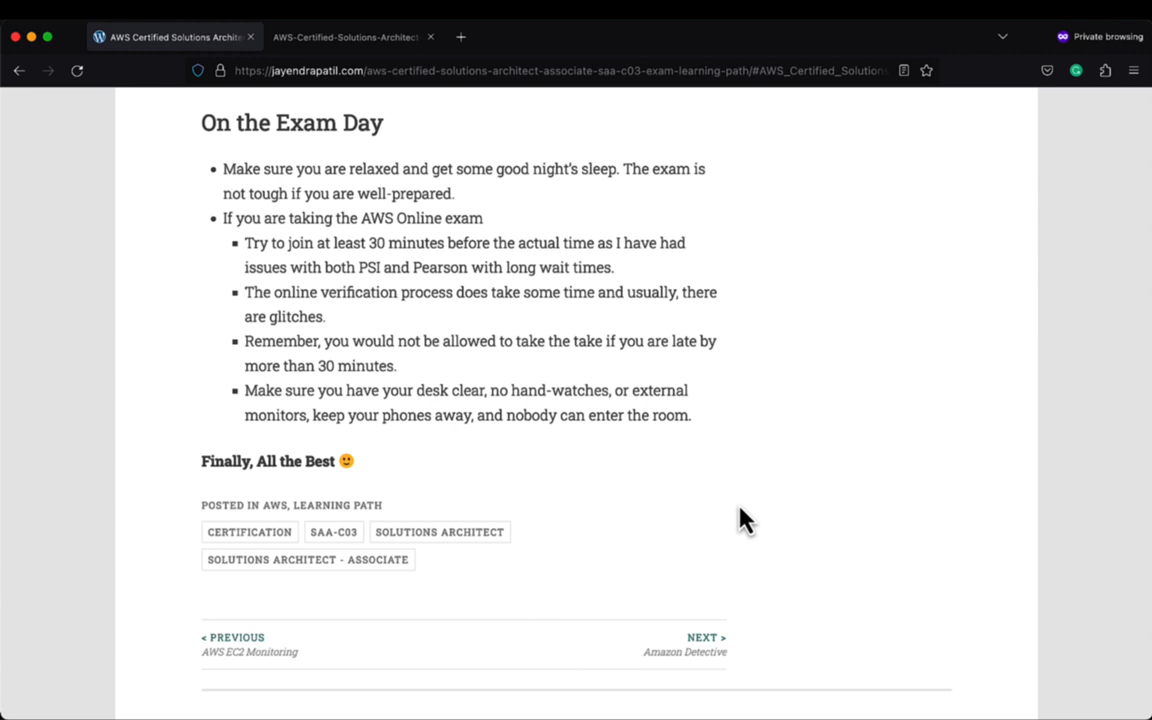 AWS Certified Solutions Archite
AWS-Certified-Solutions-Architect
Private browsing
https://jayendrapatil.com/aws-certified-solutions-architect-associate-saa-c03-exam-learning-path/#AWS_Certified_Solutions
On the Exam Day
Make sure you are relaxed and get some good night's sleep. The exam is
not tough if you are well-prepared.
If you are taking the AWS Online exam
Try to join at least 30 minutes before the actual time as I have had
issues with both PSI and Pearson with long wait times.
The online verification process does take some time and usually, there
are glitches.
Remember, you would not be allowed to take the take if you are late by
more than 30 minutes.
Make sure you have your desk clear, no hand-watches, or external
monitors, keep your phones away, and nobody can enter the room.
Finally, All the Best 🙂
POSTED IN AWS, LEARNING PATH
CERTIFICATION SAA-C03 SOLUTIONS ARCHITECT
SOLUTIONS ARCHITECT - ASSOCIATE
< PREVIOUS
AWS EC2 Monitoring
NEXT >
Amazon Detective